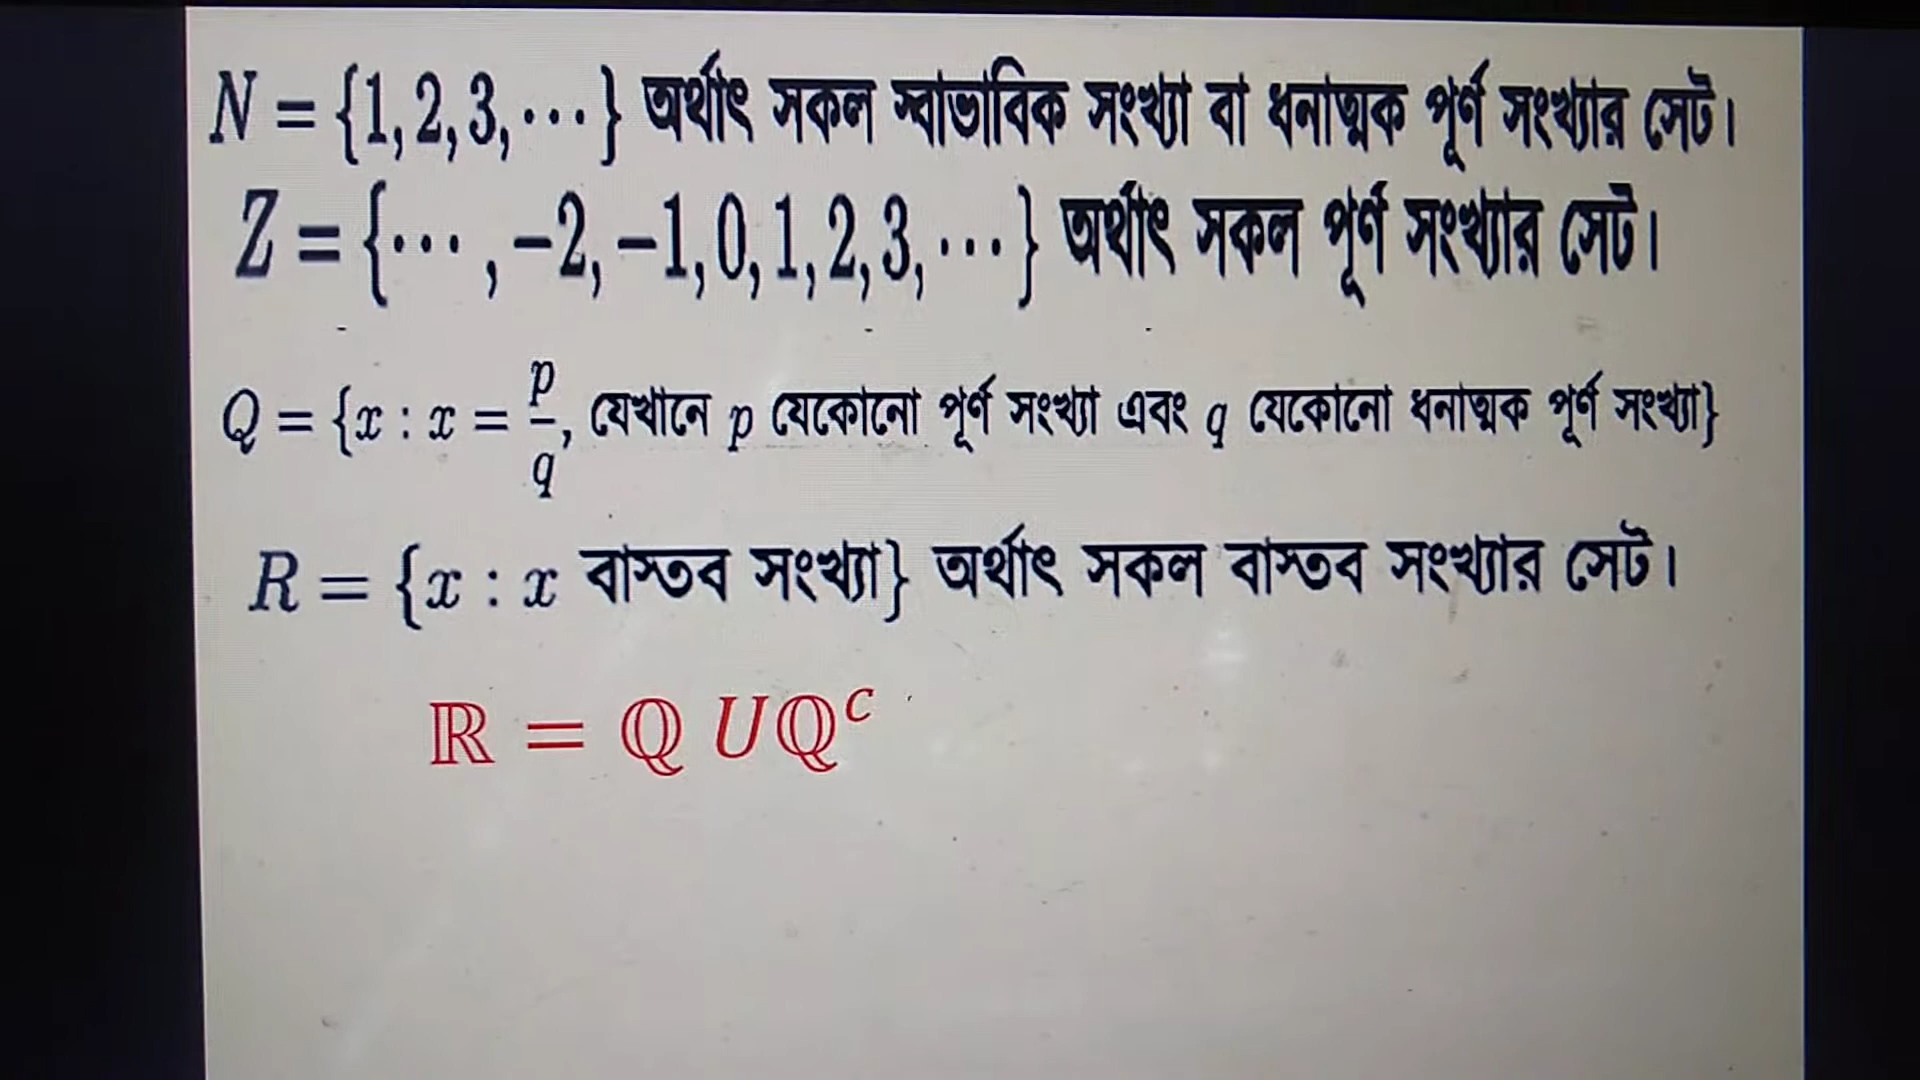 N = {1, 2, 3, ⋯ } অর্থাৎ সকল স্বাভাবিক সংখ্যা বা ধনাত্মক পূর্ণ সংখ্যার সেট।
Z = {⋯ , −2, −1, 0, 1, 2, 3, ⋯ } অর্থাৎ সকল পূর্ণ সংখ্যার সেট।
Q = {x : x = p/q, যেখানে p যেকোনো পূর্ণ সংখ্যা এবং q যেকোনো ধনাত্মক পূর্ণ সংখ্যা}
R = {x : x বাস্তব সংখ্যা} অর্থাৎ সকল বাস্তব সংখ্যার সেট।
ℝ = ℚ Uℚᶜ